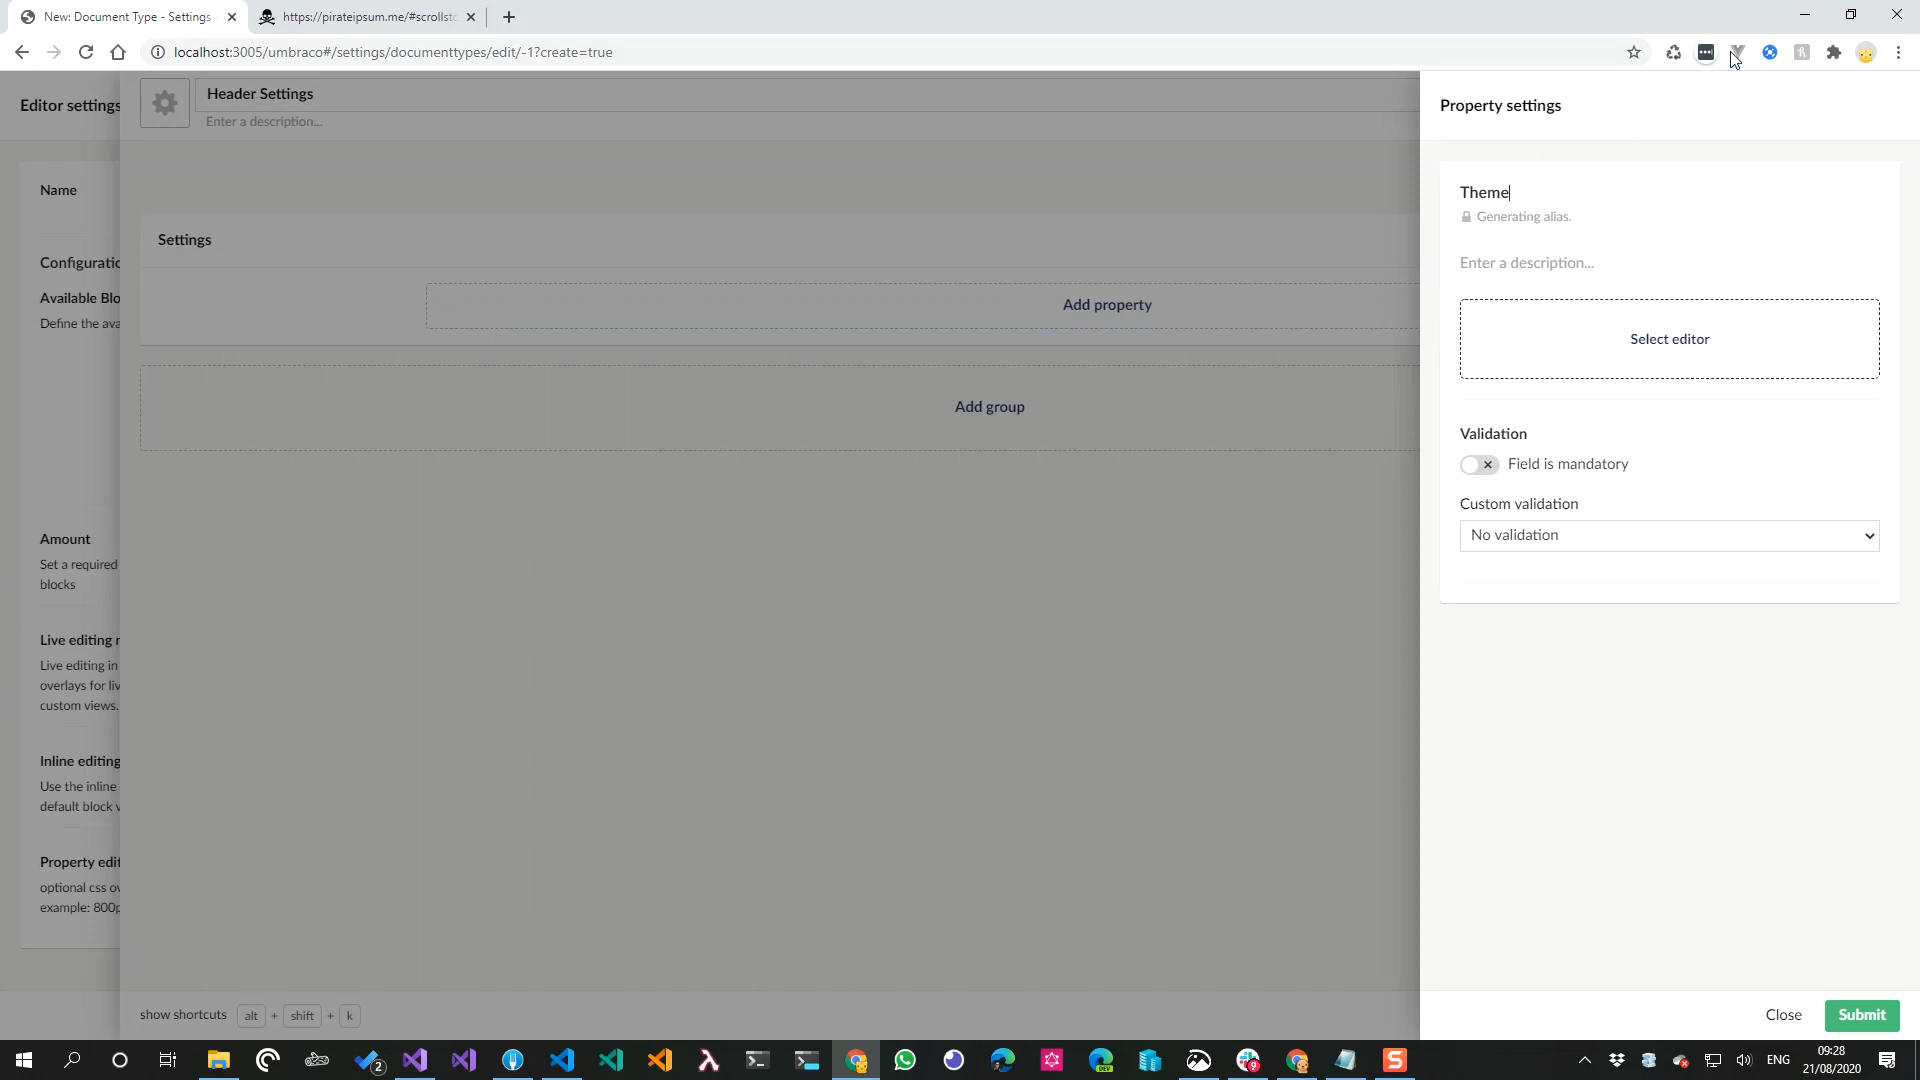 New: Document Type - Settings
https://pirateipsum.me/#scrollsto
localhost:3005/umbraco#/settings/documenttypes/edit/-1?create=true
Editor settings
Header Settings
Enter a description...
Property settings
Name
Settings
Theme
Generating alias.
Configuratio
Enter a description...
Available Blo
Define the ava
Add property
Select editor
Add group
Validation
Field is mandatory
Custom validation
No validation
Amount
Set a required
blocks
Live editing
Live editing in
overlays for liv
custom views.
Inline editing
Use the inline
default block v
Property edit
optional css ov
example: 800p
show shortcuts alt + shift + k
Close
Submit
2
DEV
9
S
ENG
09:28
21/08/2020